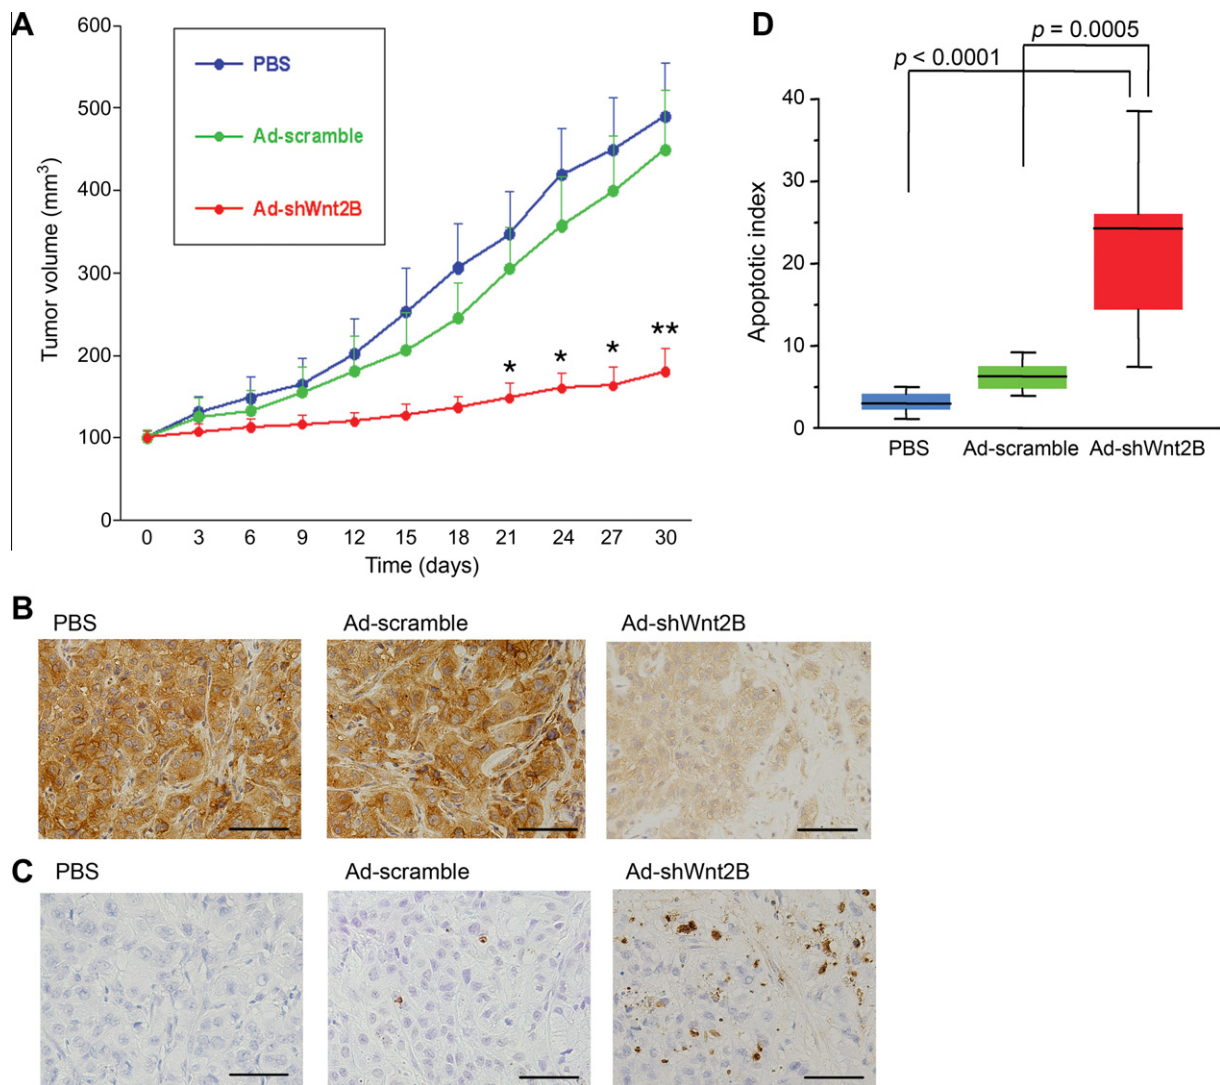 A
600
500
400
300
200
100
0
Tumor volume (mm³)
PBS
Ad-scramble
Ad-shWnt2B
* * * **
0 3 6 9 12 15 18 21 24 27 30
Time (days)
D
p = 0.0005
p < 0.0001
40
30
20
10
0
Apoptotic index
PBS Ad-scramble Ad-shWnt2B
B
PBS Ad-scramble Ad-shWnt2B
C
PBS Ad-scramble Ad-shWnt2B